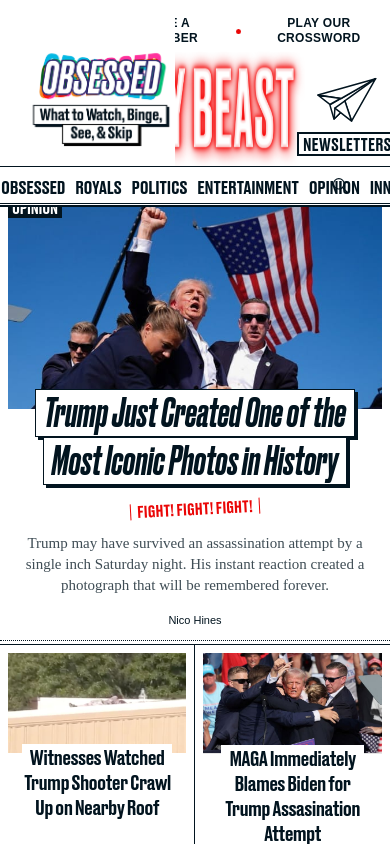 E A
BER
PLAY OUR
CROSSWORD
OBSESSED
What to Watch, Binge,
See, & Skip
Y BEAST
NEWSLETTERS
OBSESSED ROYALS POLITICS ENTERTAINMENT OPINION INN
OPINION
Trump Just Created One of the
Most Iconic Photos in History
FIGHT! FIGHT! FIGHT!
Trump may have survived an assassination attempt by a
single inch Saturday night. His instant reaction created a
photograph that will be remembered forever.
Nico Hines
Witnesses Watched
Trump Shooter Crawl
Up on Nearby Roof
MAGA Immediately
Blames Biden for
Trump Assasination
Attempt